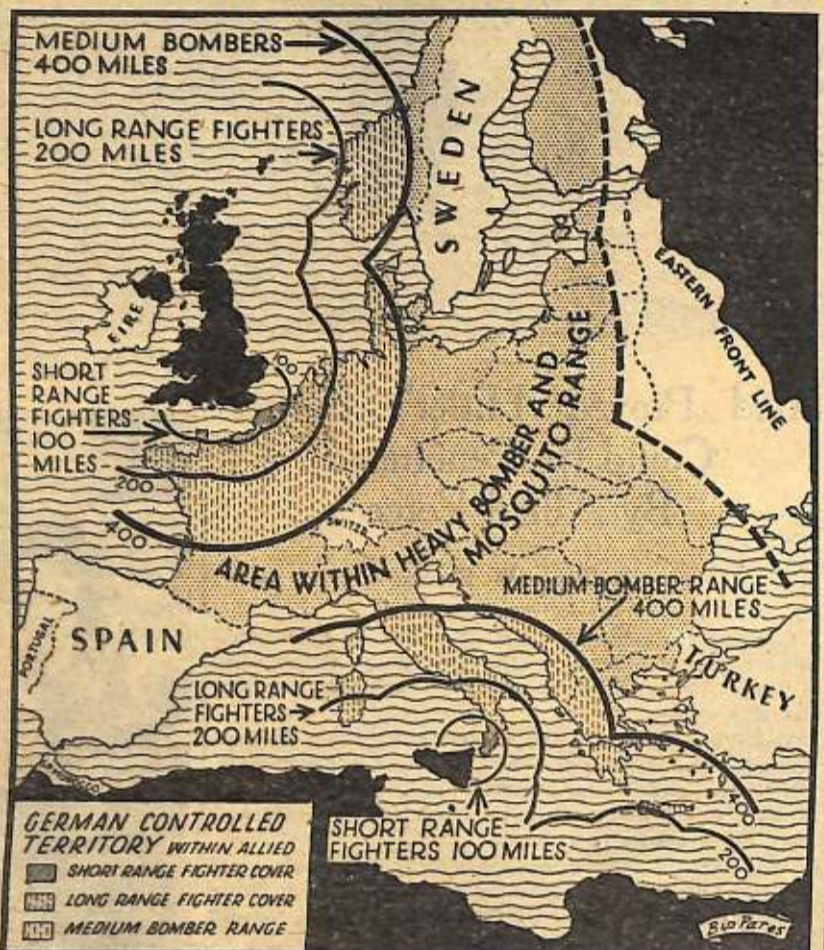 MEDIUM BOMBERS
400 MILES
LONG RANGE FIGHTERS
200 MILES
SWEDEN
EIRE
EASTERN FRONT LINE
SHORT
RANGE
FIGHTERS
100
MILES
100
200
400
AREA WITHIN HEAVY BOMBER AND
MOSQUITO RANGE
SWITZ
MEDIUM BOMBER RANGE
400 MILES
PORTUGAL
SPAIN
TURKEY
LONG RANGE
FIGHTERS
200 MILES
SHORT RANGE
FIGHTERS 100 MILES
400
200
GERMAN CONTROLLED
TERRITORY WITHIN ALLIED
SHORT RANGE FIGHTER COVER
LONG RANGE FIGHTER COVER
MEDIUM BOMBER RANGE
Bip Pares